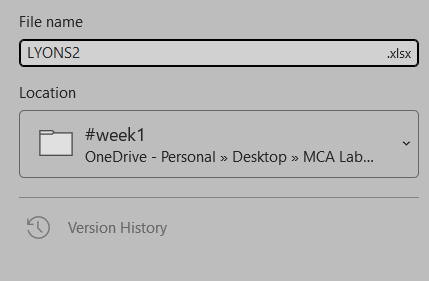 File name
LYONS2
.xlsx
Location
#week1
OneDrive - Personal » Desktop » MCA Lab...
Version History